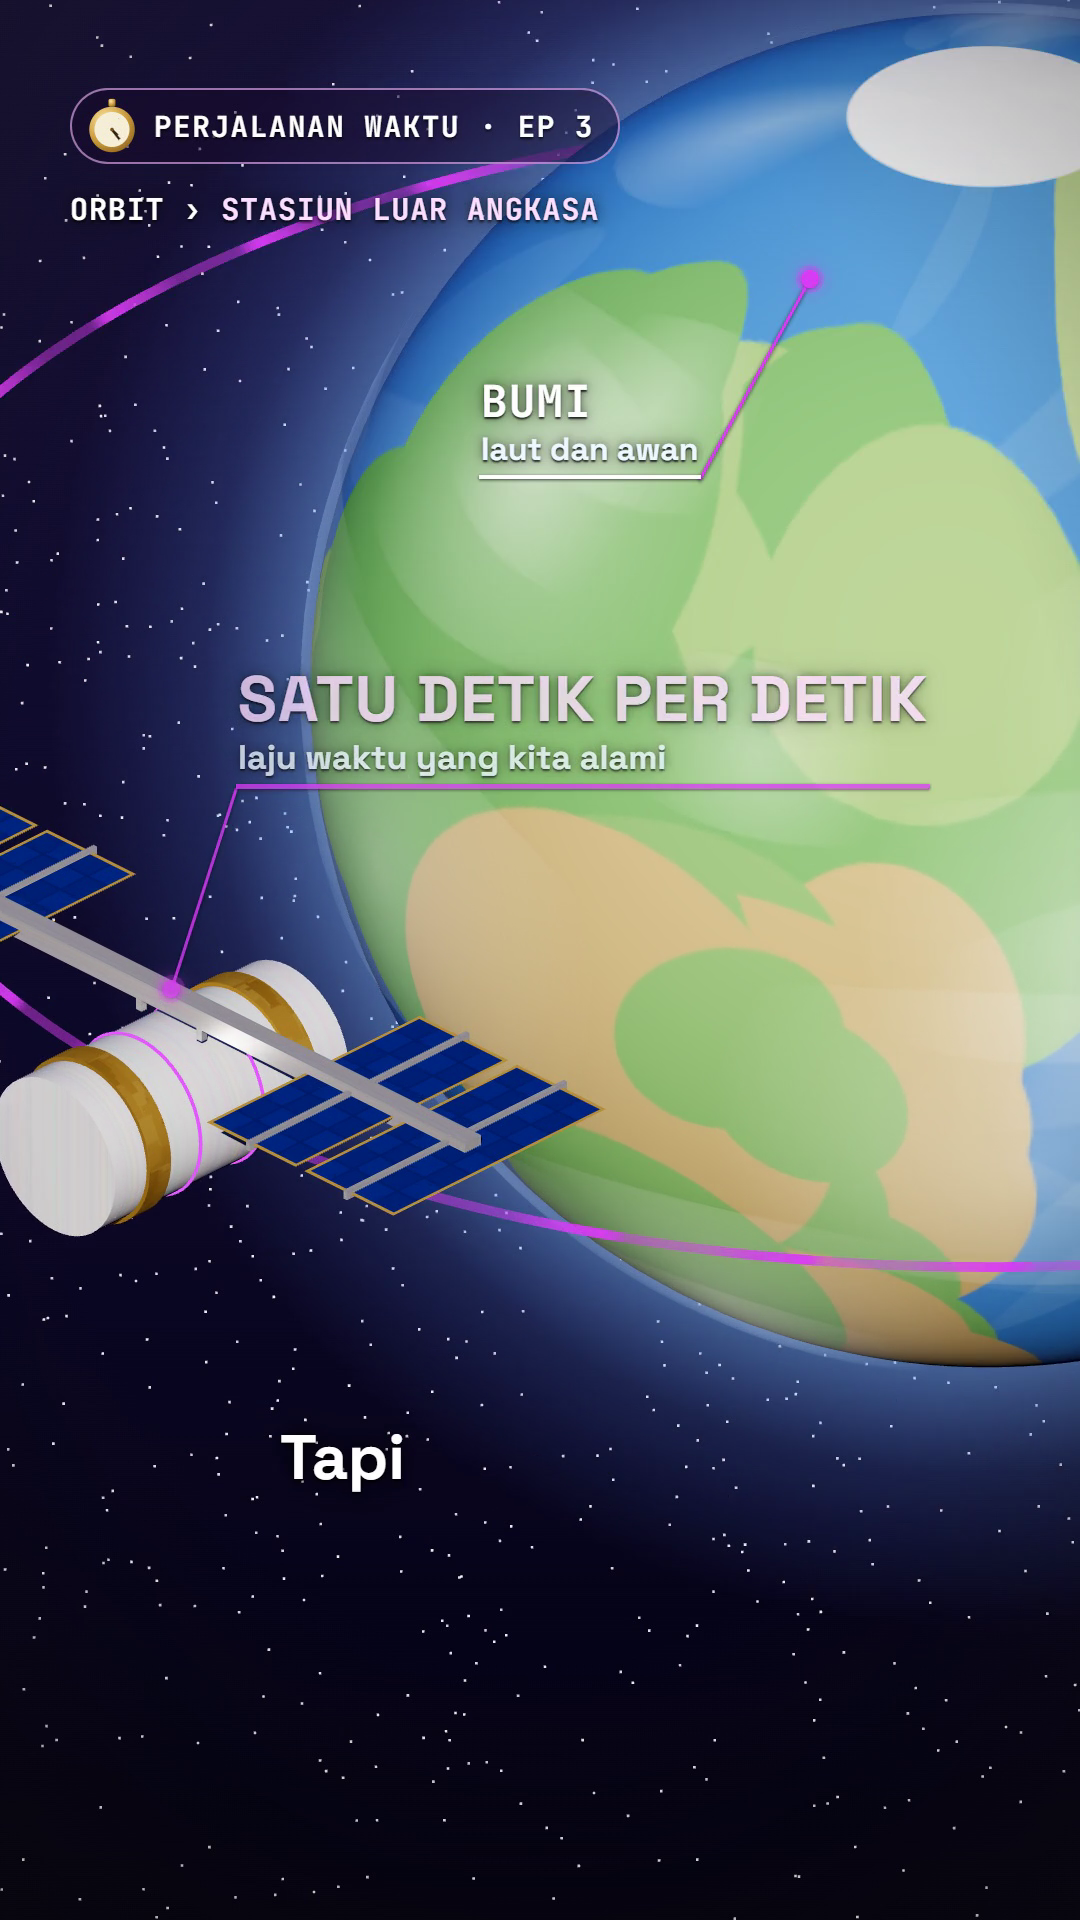 PERJALANAN WAKTU · EP 3
ORBIT › STASIUN LUAR ANGKASA
BUMI
laut dan awan
SATU DETIK PER DETIK
laju waktu yang kita alami
Tapi